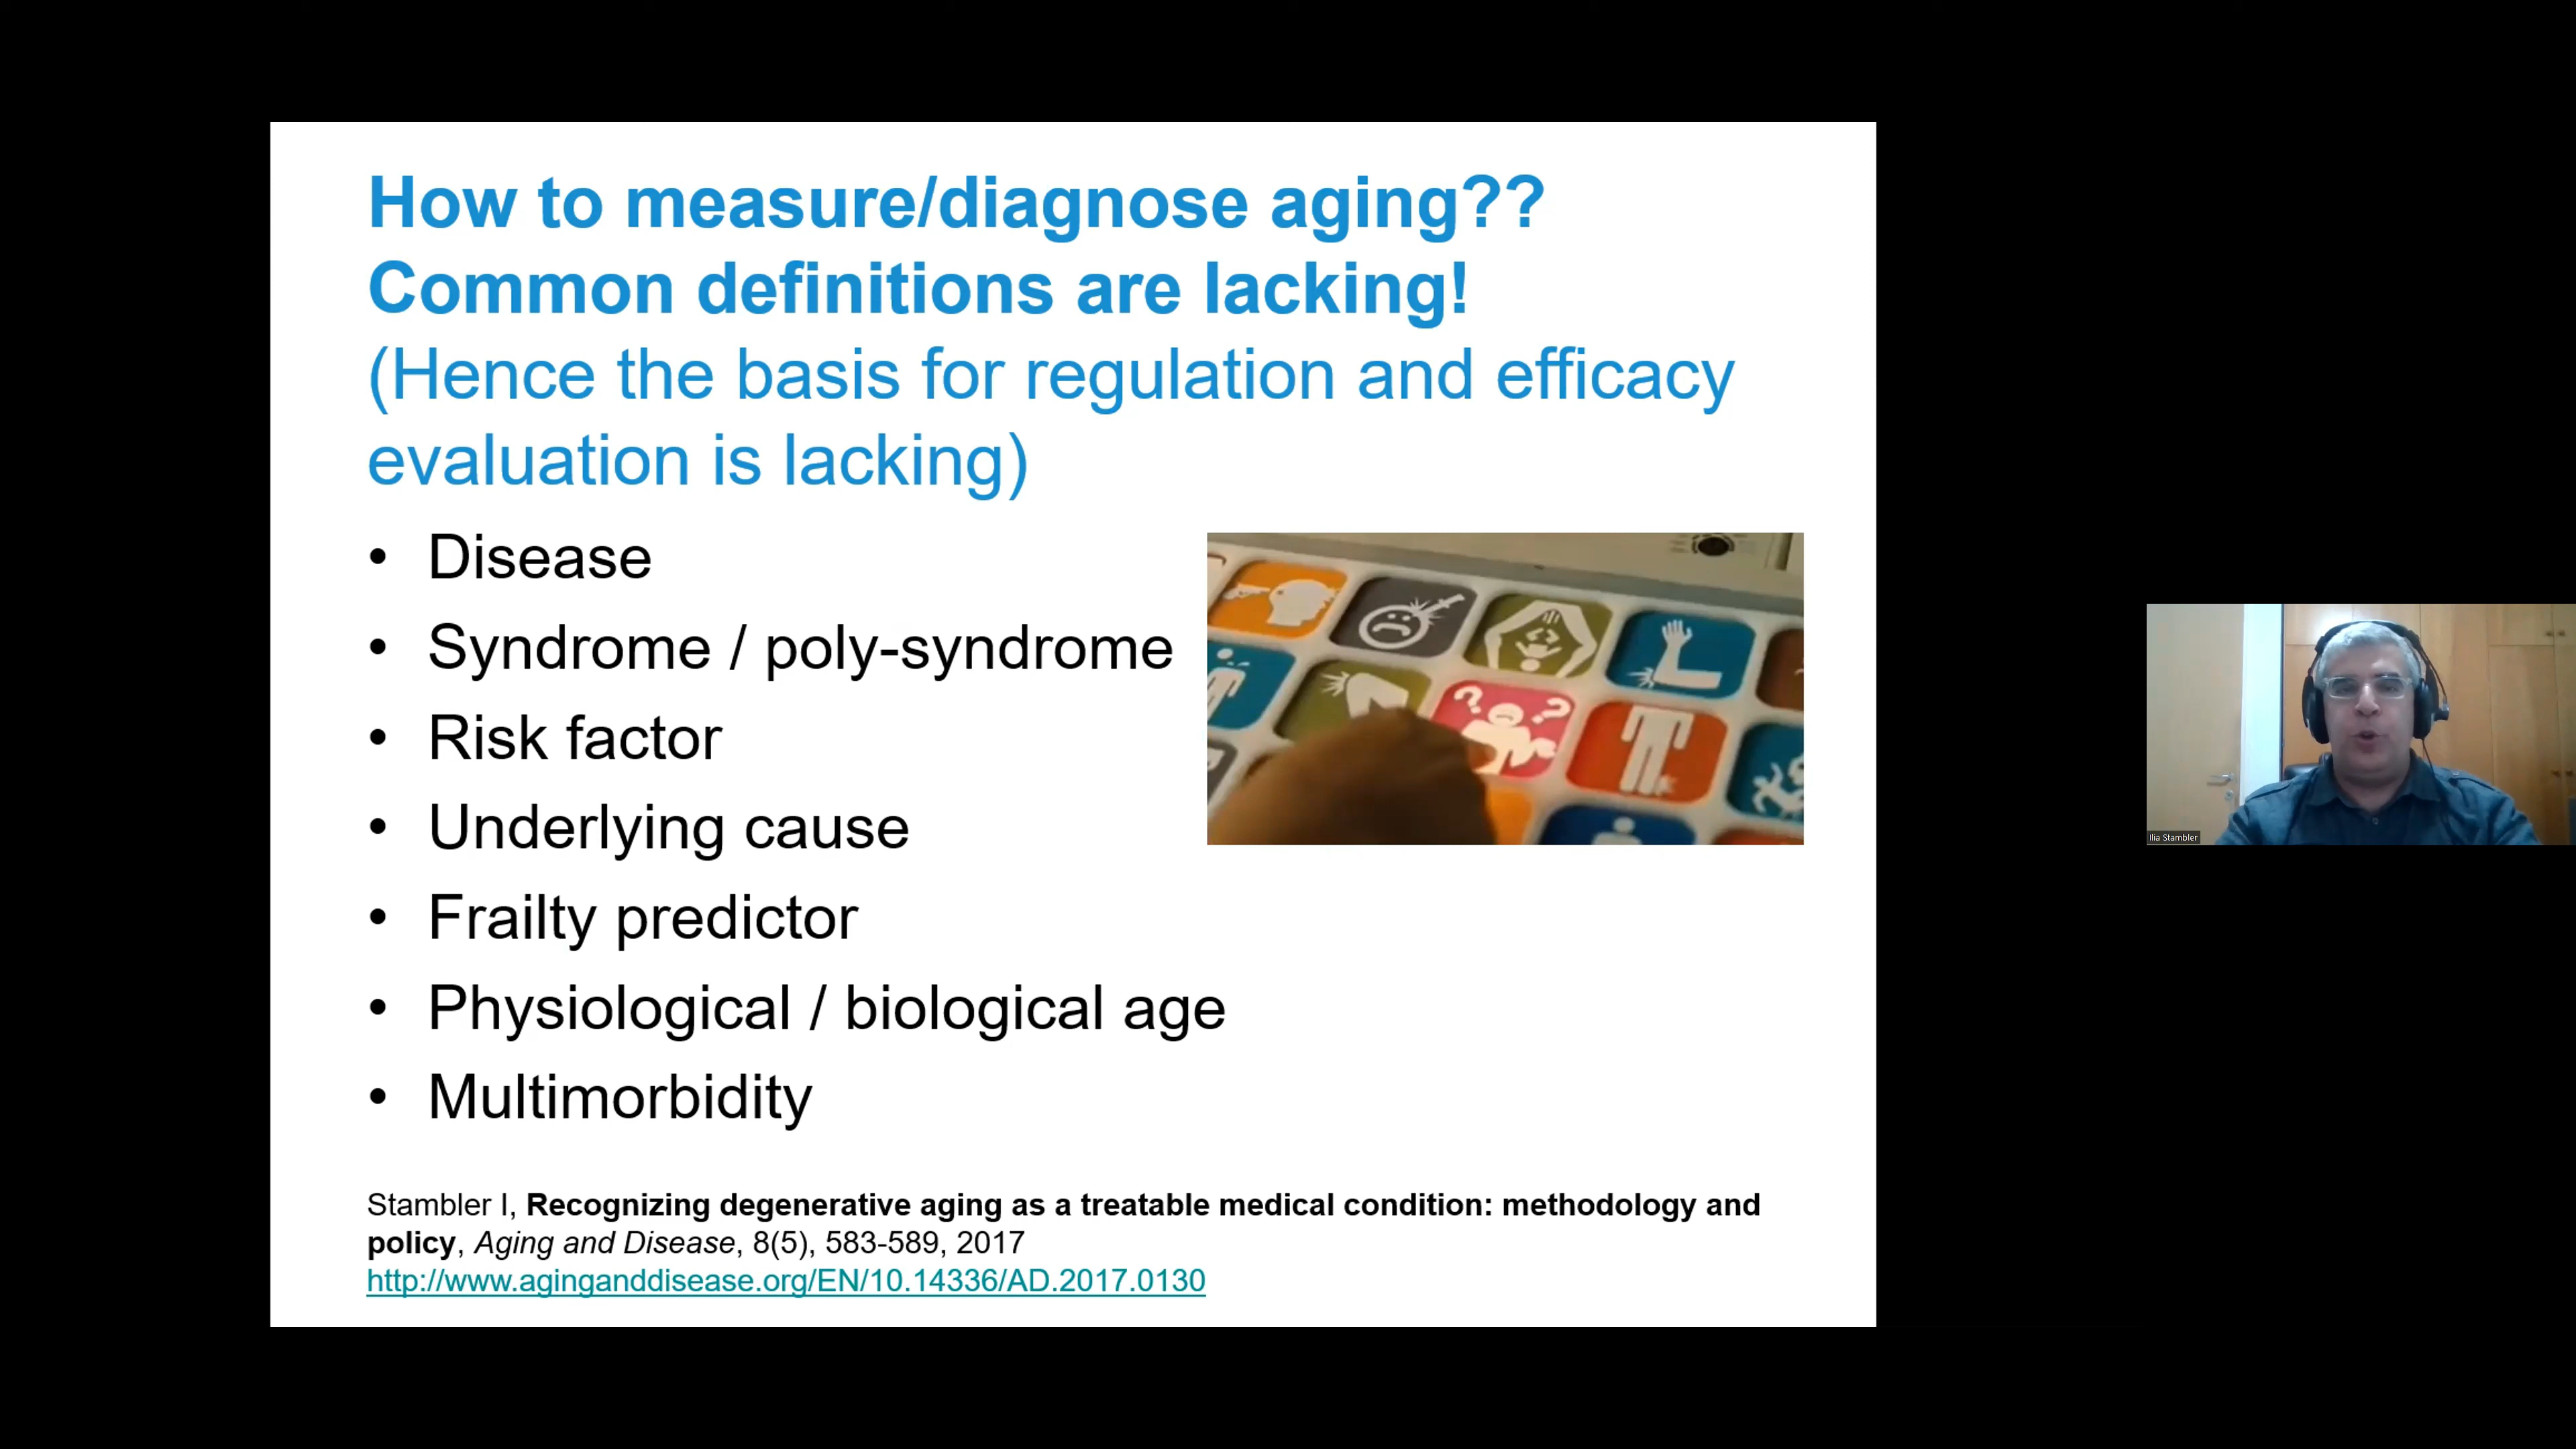 How to measure/diagnose aging??
Common definitions are lacking!
(Hence the basis for regulation and efficacy
evaluation is lacking)
• Disease
• Syndrome / poly-syndrome
• Risk factor
• Underlying cause
• Frailty predictor
• Physiological / biological age
• Multimorbidity
Stambler I, Recognizing degenerative aging as a treatable medical condition: methodology and
policy, Aging and Disease, 8(5), 583-589, 2017
http://www.aginganddisease.org/EN/10.14336/AD.2017.0130
Ilia Stambler